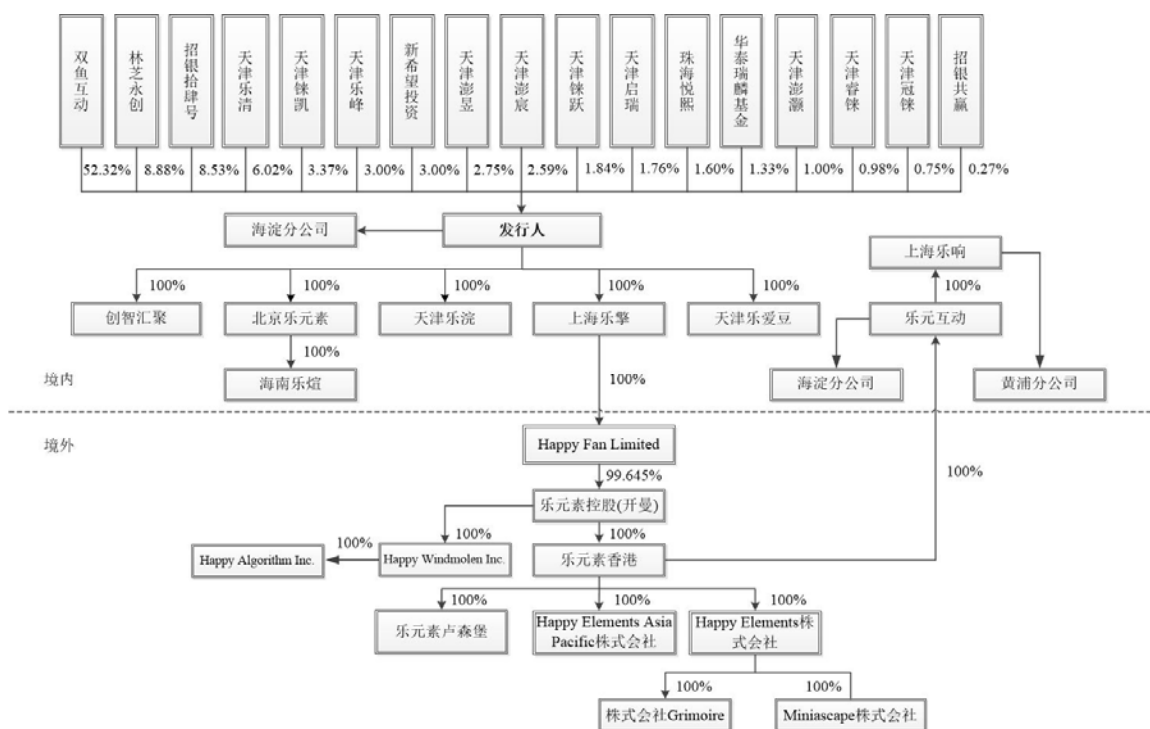 双鱼互动
林芝永创
招银拾肆号
天津乐清
天津铼凯
天津乐峰
新希望投资
天津澎昱
天津澎宸
天津铼跃
天津启瑞
珠海悦熙
华泰瑞麟基金
天津澎灏
天津睿铼
天津冠铼
招银共赢
52.32%
8.88%
8.53%
6.02%
3.37%
3.00%
3.00%
2.75%
2.59%
1.84%
1.76%
1.60%
1.33%
1.00%
0.98%
0.75%
0.27%
海淀分公司
发行人
上海乐响
100%
100%
100%
100%
100%
100%
创智汇聚
北京乐元素
天津乐浣
上海乐擎
天津乐爱豆
乐元互动
100%
海南乐煊
100%
海淀分公司
黄浦分公司
境内
境外
Happy Fan Limited
99.645%
100%
乐元素控股(开曼)
100%
100%
100%
Happy Algorithm Inc.
Happy Windmolen Inc.
乐元素香港
100%
100%
100%
乐元素卢森堡
Happy Elements Asia
Pacific株式会社
Happy Elements株
式会社
100%
100%
株式会社Grimoire
Miniascape株式会社